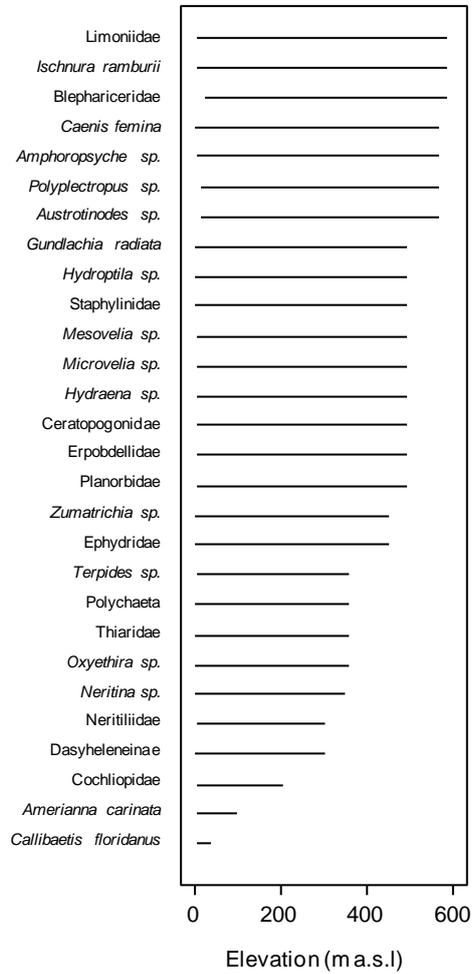 Limoniidae
Ischnura ramburii
Blephariceridae
Caenis femina
Amphoropsyche sp.
Polyplectropus sp.
Austrotinodes sp.
Gundlachia radiata
Hydroptila sp.
Staphylinidae
Mesovelia sp.
Microvelia sp.
Hydraena sp.
Ceratopogonidae
Erpobdellidae
Planorbidae
Zumatrichia sp.
Ephydridae
Terpides sp.
Polychaeta
Thiaridae
Oxyethira sp.
Neritina sp.
Neritiliidae
Dasyheleneinae
Cochliopidae
Amerianna carinata
Callibaetis floridanus
0 200 400 600
Elevation (m a.s.l)